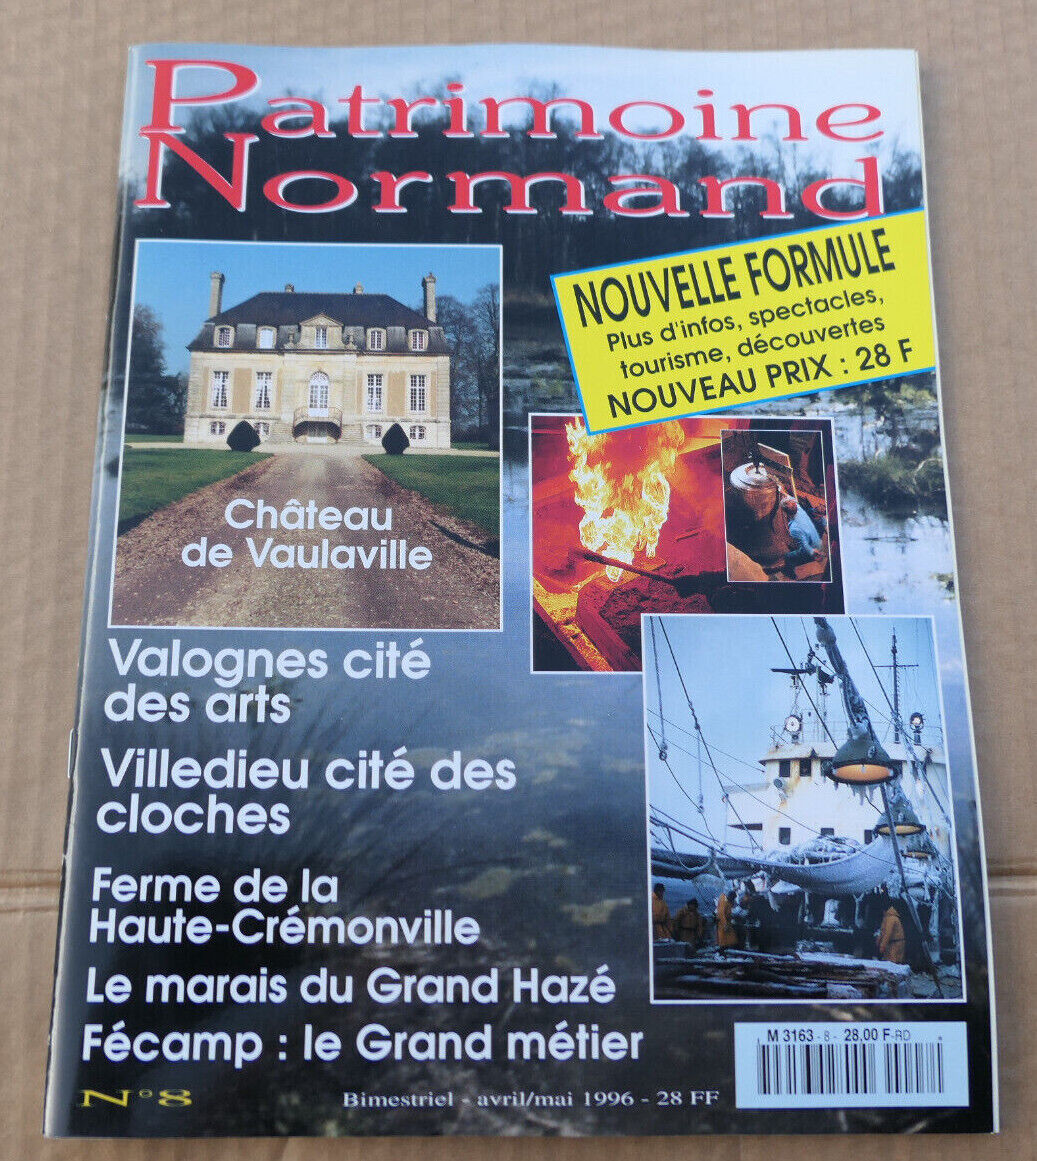 Patrimoine
Normand
NOUVELLE FORMULE
Plus d'infos, spectacles,
tourisme, découvertes
NOUVEAU PRIX : 28 F
Château
de Vaulaville
Valognes cité
des arts
Villedieu cité des
cloches
Ferme de la
Haute-Crémonville
Le marais du Grand Hazé
Fécamp : le Grand métier
N°8
Bimestriel - avril/mai 1996 - 28 FF
M 3163 - 8 - 28,00 F-RD